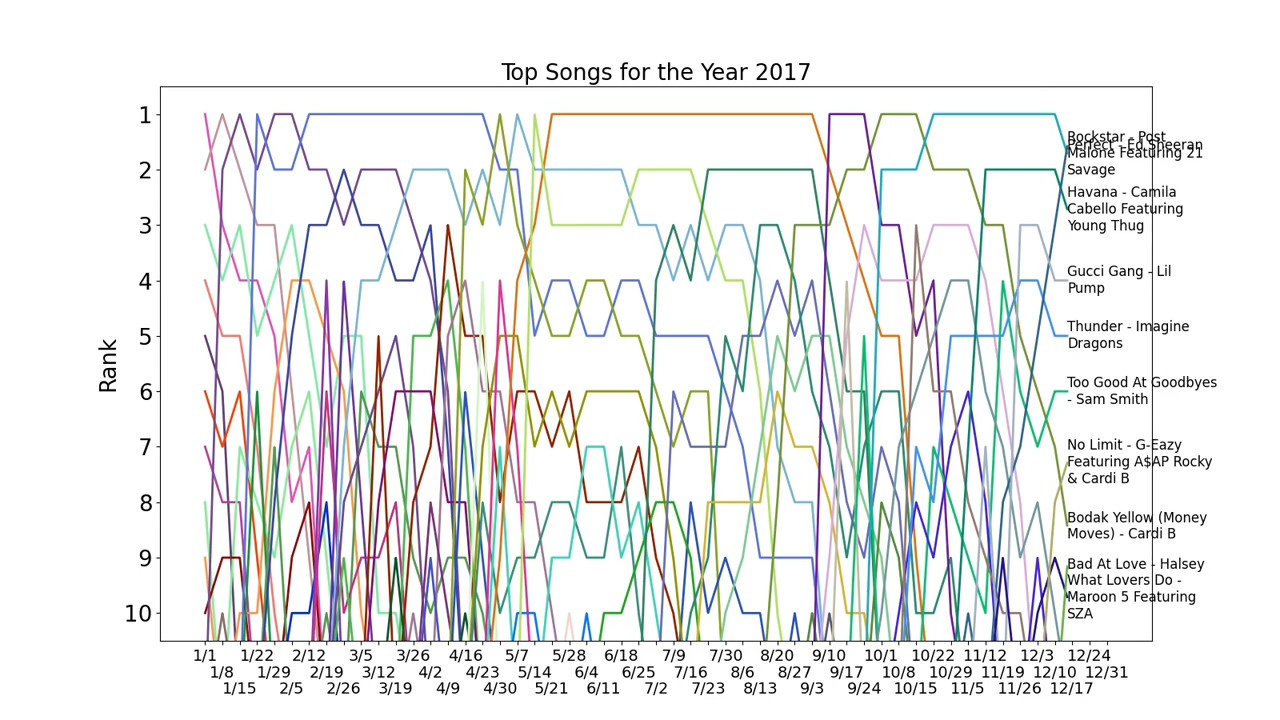 Top Songs for the Year 2017
Rank
1
2
3
4
5
6
7
8
9
10
Rockstar - Post
Perfect - Ed Sheeran
Malone Featuring 21
Savage
Havana - Camila
Cabello Featuring
Young Thug
Gucci Gang - Lil
Pump
Thunder - Imagine
Dragons
Too Good At Goodbyes
- Sam Smith
No Limit - G-Eazy
Featuring A$AP Rocky
& Cardi B
Bodak Yellow (Money
Moves) - Cardi B
Bad At Love - Halsey
What Lovers Do -
Maroon 5 Featuring
SZA
1/1 1/22 2/12 3/5 3/26 4/16 5/7 5/28 6/18 7/9 7/30 8/20 9/10 10/1 10/22 11/12 12/3 12/24
1/8 1/29 2/19 3/12 4/2 4/23 5/14 6/4 6/25 7/16 8/6 8/27 9/17 10/8 10/29 11/19 12/10 12/31
1/15 2/5 2/26 3/19 4/9 4/30 5/21 6/11 7/2 7/23 8/13 9/3 9/24 10/15 11/5 11/26 12/17